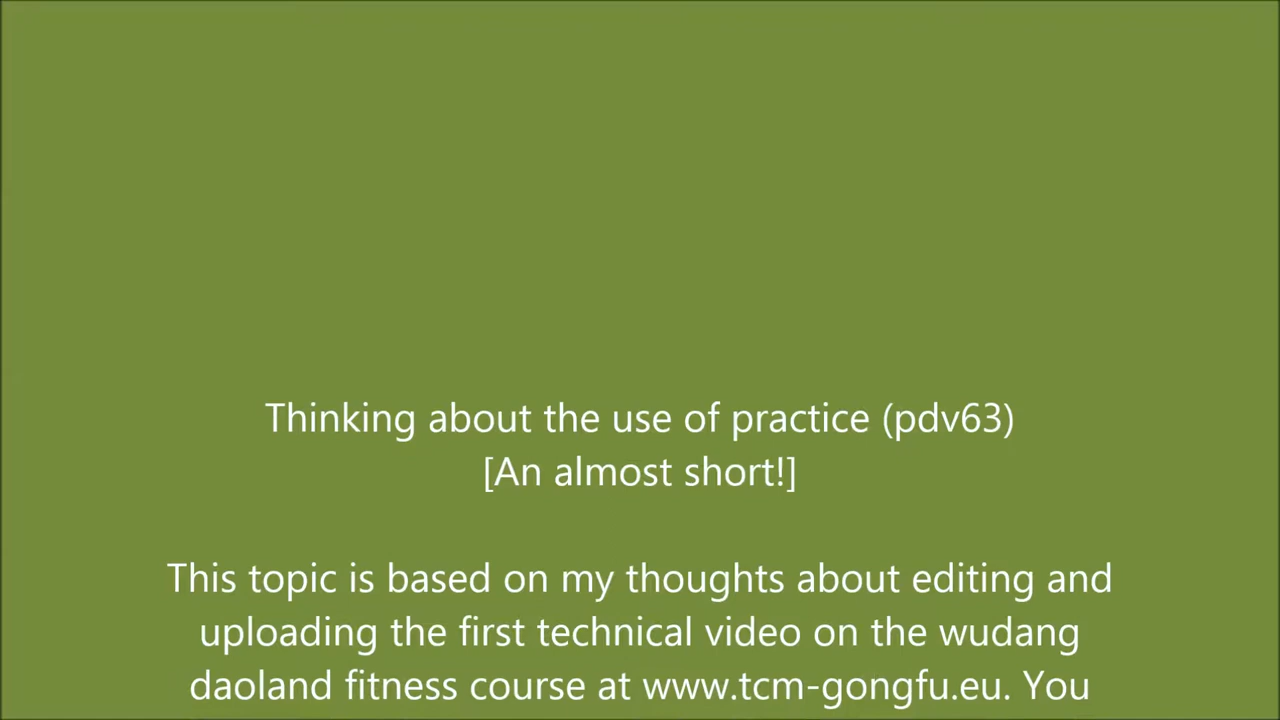 Thinking about the use of practice (pdv63)
[An almost short!]
This topic is based on my thoughts about editing and
uploading the first technical video on the wudang
daoland fitness course at www.tcm-gongfu.eu. You